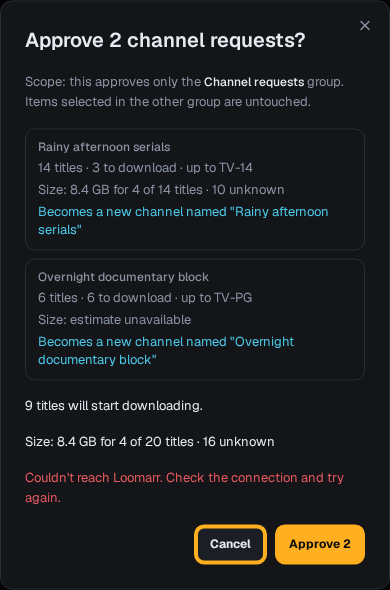 Approve 2 channel requests?
Scope: this approves only the Channel requests group.
Items selected in the other group are untouched.
Rainy afternoon serials
14 titles · 3 to download · up to TV-14
Size: 8.4 GB for 4 of 14 titles · 10 unknown
Becomes a new channel named "Rainy afternoon
serials"
Overnight documentary block
6 titles · 6 to download · up to TV-PG
Size: estimate unavailable
Becomes a new channel named "Overnight
documentary block"
9 titles will start downloading.
Size: 8.4 GB for 4 of 20 titles · 16 unknown
Couldn't reach Loomarr. Check the connection and try
again.
Cancel
Approve 2